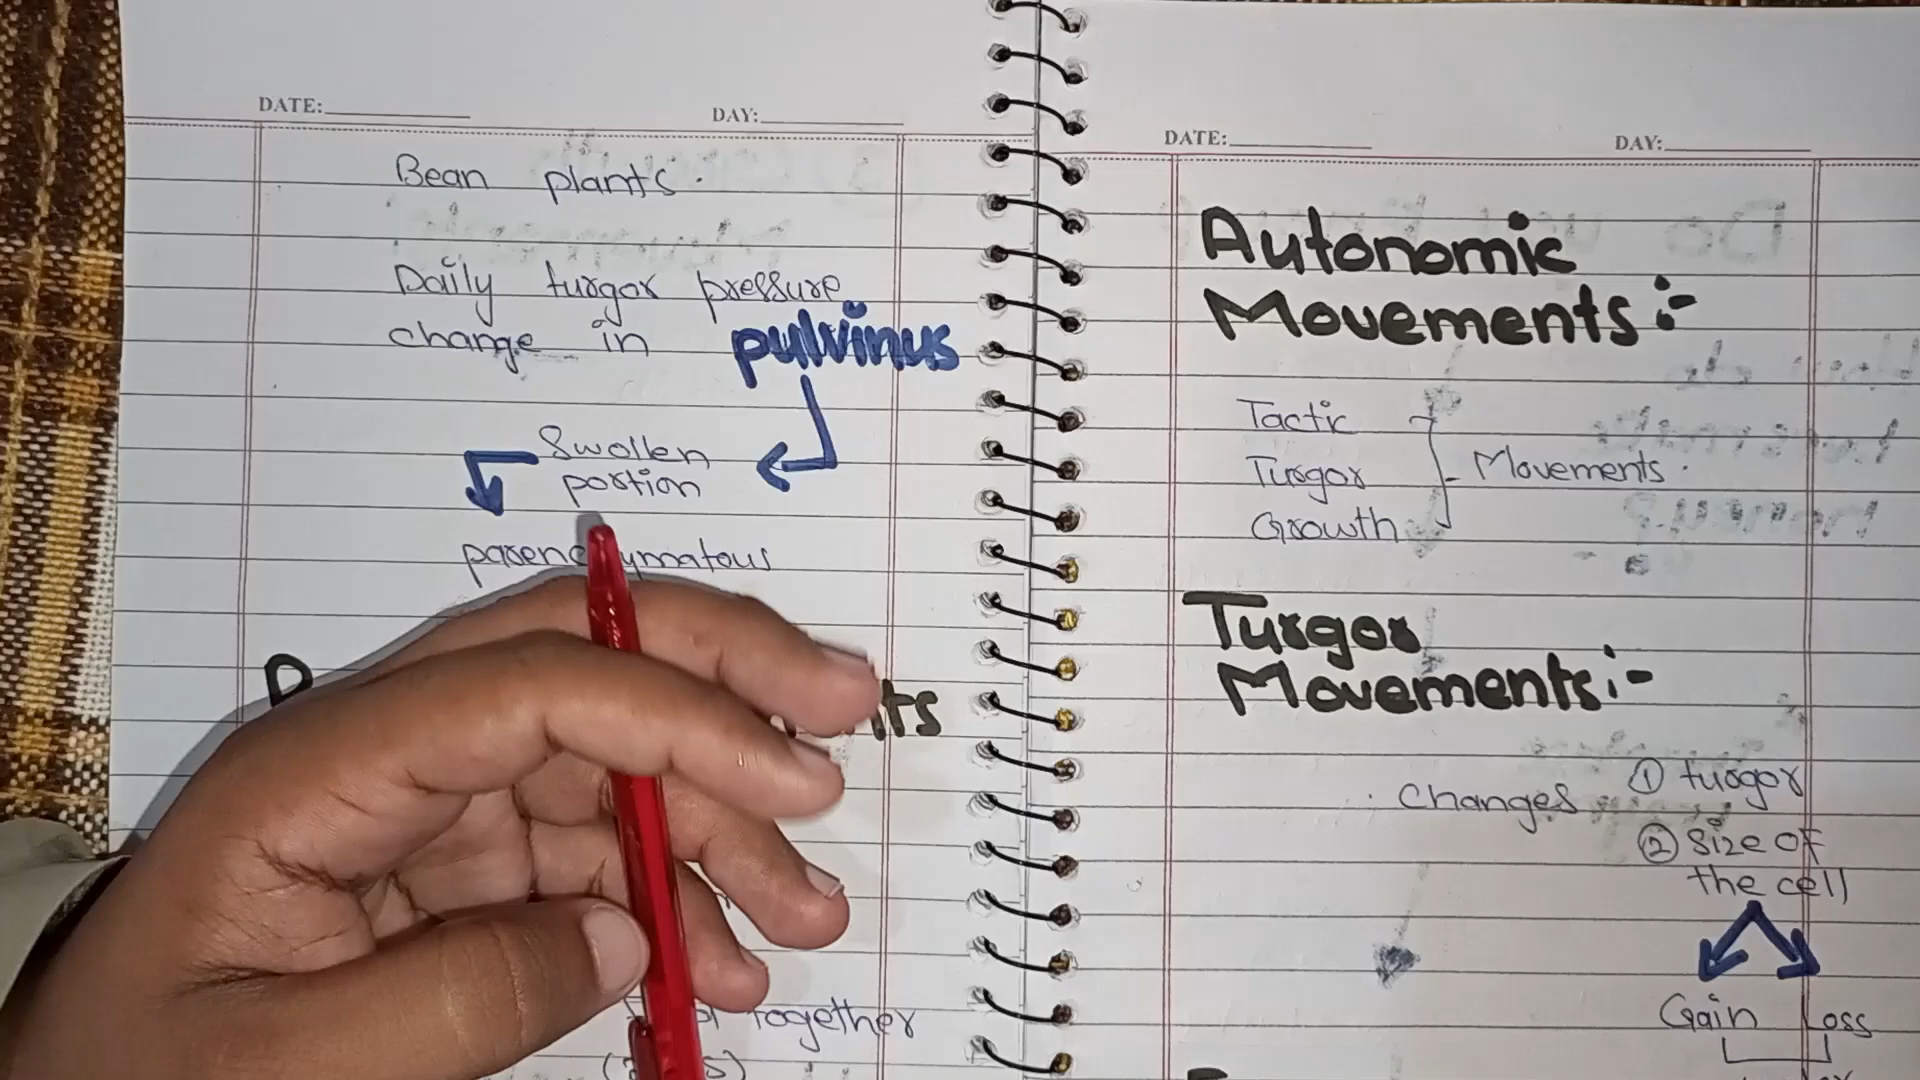 DATE:
DAY:
Bean plants.
Daily turgor pressure
change in pulvinus
Swollen
portion
DATE:
DAY:
Autonomic
Movements:-
Tactic
Turgor
Growth
Movements.
Turgor
Movements:-
Changes
① turgor
② Size of
the cell
Gain Loss
together